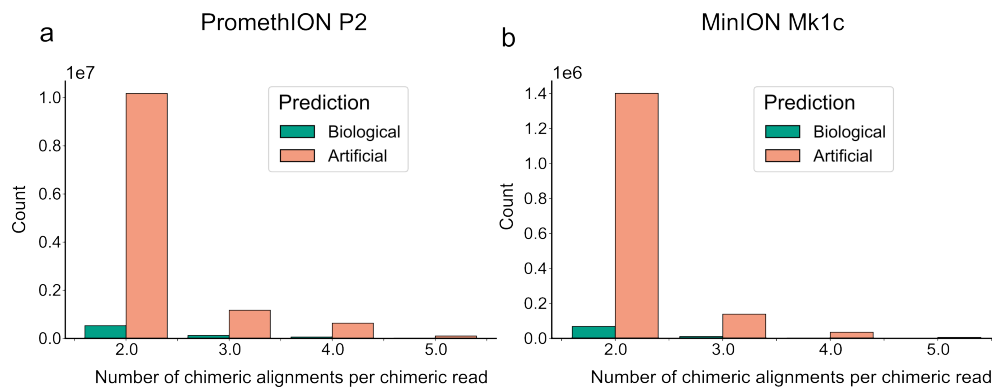 a
PromethION P2
1e7
1.0
0.8
0.6
0.4
0.2
0.0
Count
Prediction
Biological
Artificial
2.0 3.0 4.0 5.0
Number of chimeric alignments per chimeric read
b
MinION Mk1c
1e6
1.4
1.2
1.0
0.8
0.6
0.4
0.2
0.0
Count
Prediction
Biological
Artificial
2.0 3.0 4.0 5.0
Number of chimeric alignments per chimeric read